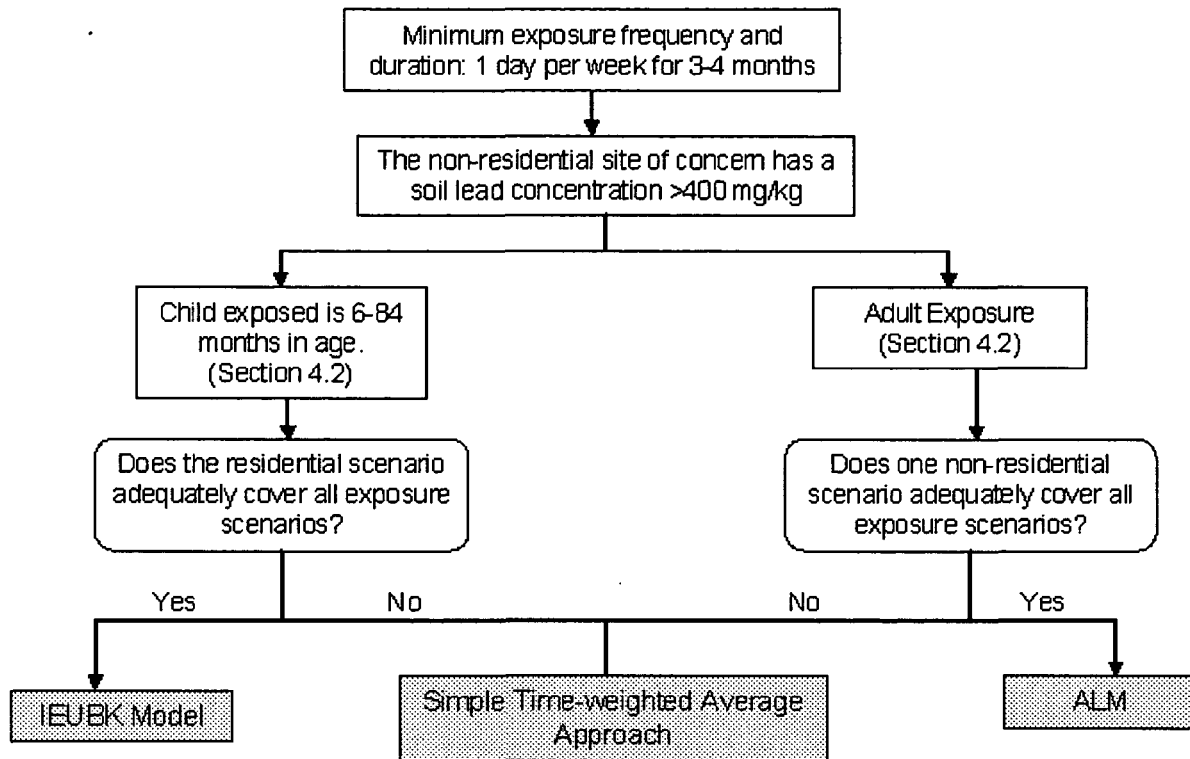 Minimum exposure frequency and
duration: 1 day per week for 3-4 months
The non-residential site of concern has a
soil lead concentration >400 mg/kg
Child exposed is 6-84
months in age.
(Section 4.2)
Adult Exposure
(Section 4.2)
Does the residential scenario
adequately cover all exposure
scenarios?
Does one non-residential
scenario adequately cover all
exposure scenarios?
Yes
No
No
Yes
IEUBK Model
Simple Time-weighted Average
Approach
ALM